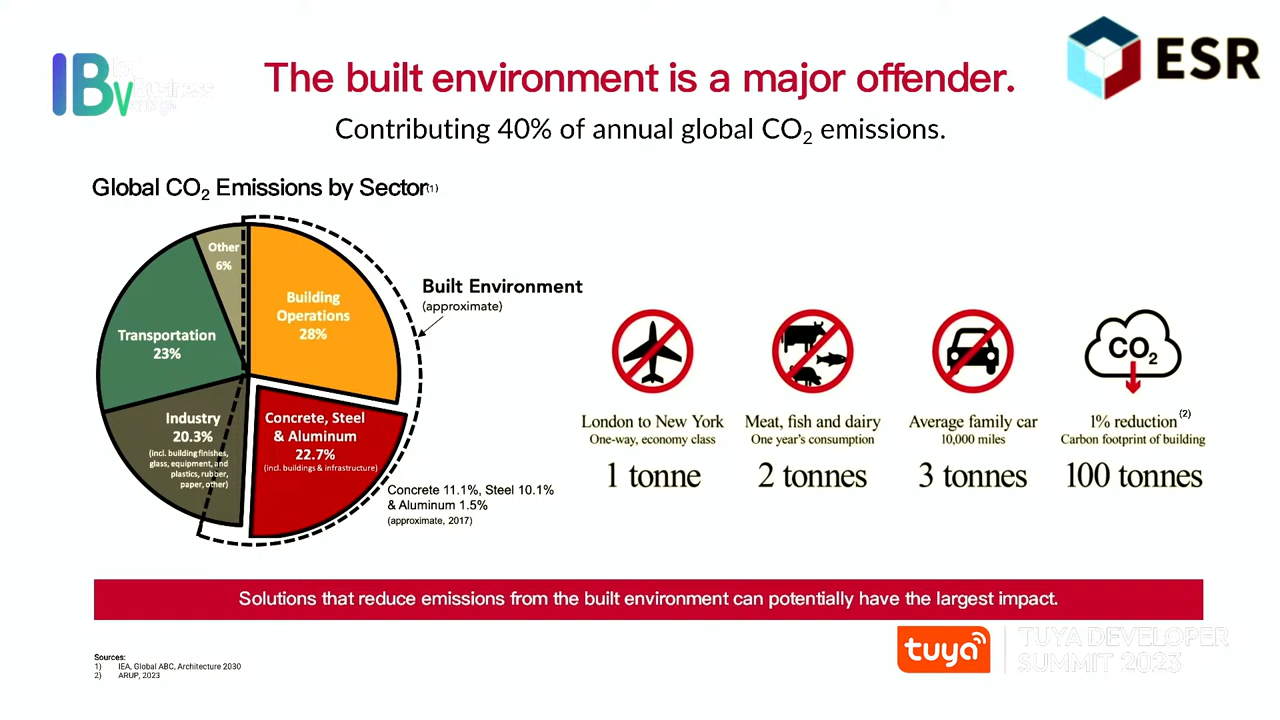 IBV
IoT
Business
Vantage
The built environment is a major offender.
ESR
Contributing 40% of annual global CO2 emissions.
Global CO2 Emissions by Sector(1)
Other
6%
Building
Operations
28%
Transportation
23%
Industry
20.3%
(incl. building finishes,
glass, equipment, and
plastics, rubber,
paper, other)
Concrete, Steel
& Aluminum
22.7%
(incl. buildings & infrastructure)
Built Environment
(approximate)
Concrete 11.1%, Steel 10.1%
& Aluminum 1.5%
(approximate, 2017)
London to New York
One-way, economy class
1 tonne
Meat, fish and dairy
One year's consumption
2 tonnes
Average family car
10,000 miles
3 tonnes
CO2
1% reduction(2)
Carbon footprint of building
100 tonnes
Solutions that reduce emissions from the built environment can potentially have the largest impact.
Sources:
1) IEA, Global ABC, Architecture 2030
2) ARUP, 2023
tuya
TUYA DEVELOPER
SUMMIT 2023